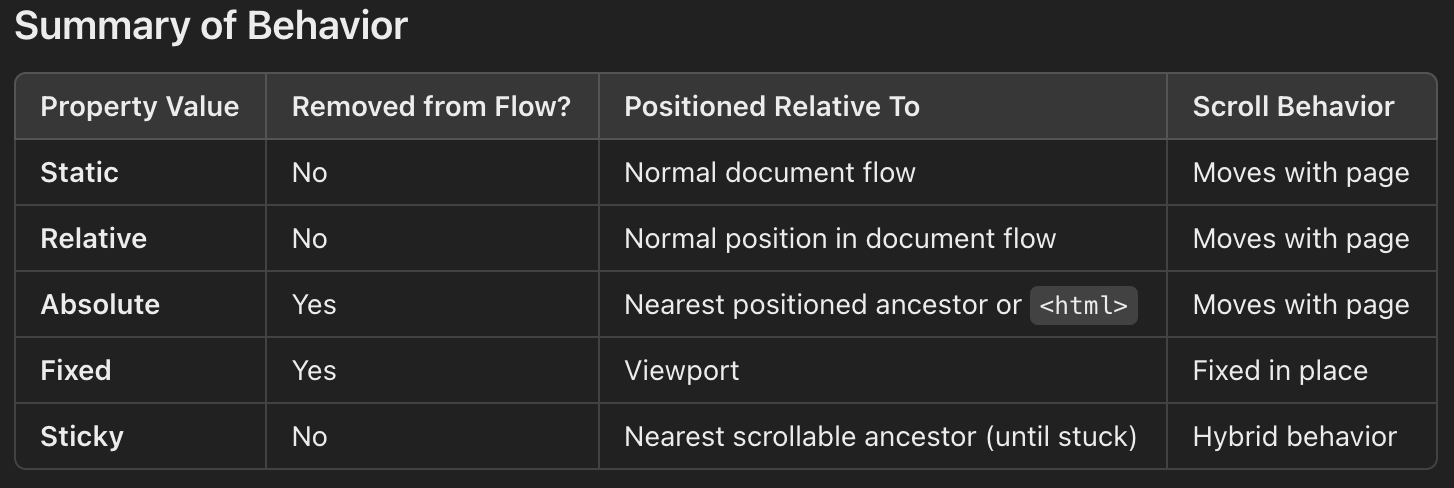 Summary of Behavior
Property Value Removed from Flow? Positioned Relative To Scroll Behavior
Static No Normal document flow Moves with page
Relative No Normal position in document flow Moves with page
Absolute Yes Nearest positioned ancestor or <html> Moves with page
Fixed Yes Viewport Fixed in place
Sticky No Nearest scrollable ancestor (until stuck) Hybrid behavior